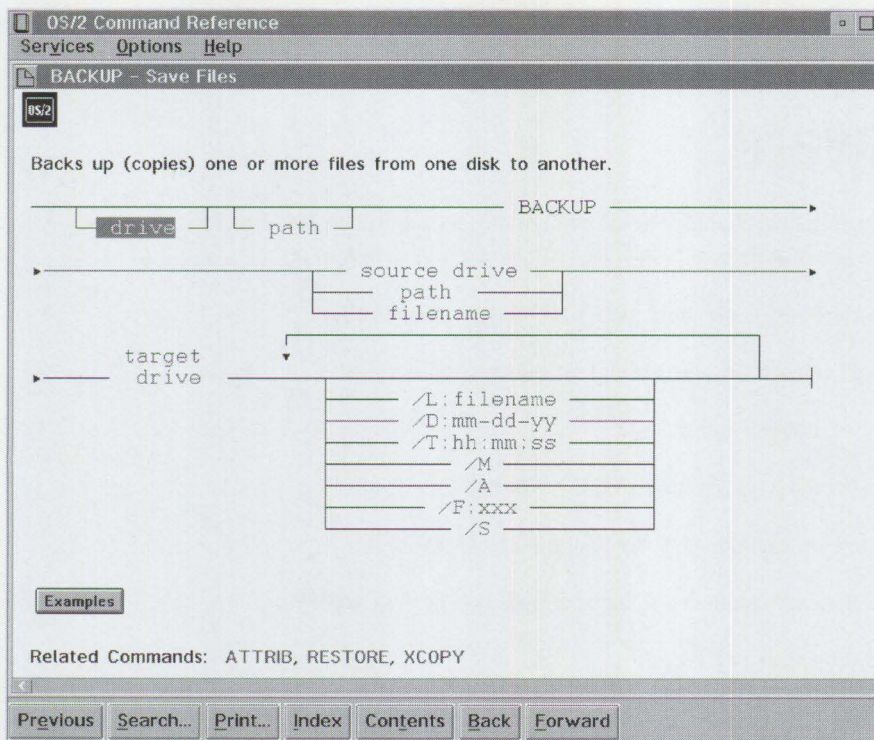 OS/2 Command Reference
Services Options Help
BACKUP - Save Files
OS/2
Backs up (copies) one or more files from one disk to another.
BACKUP
drive path
source drive
path
filename
target
drive
/L:filename
/D:mm-dd-yy
/T:hh:mm:ss
/M
/A
/F:xxx
/S
Examples
Related Commands: ATTRIB, RESTORE, XCOPY
Previous Search... Print... Index Contents Back Forward